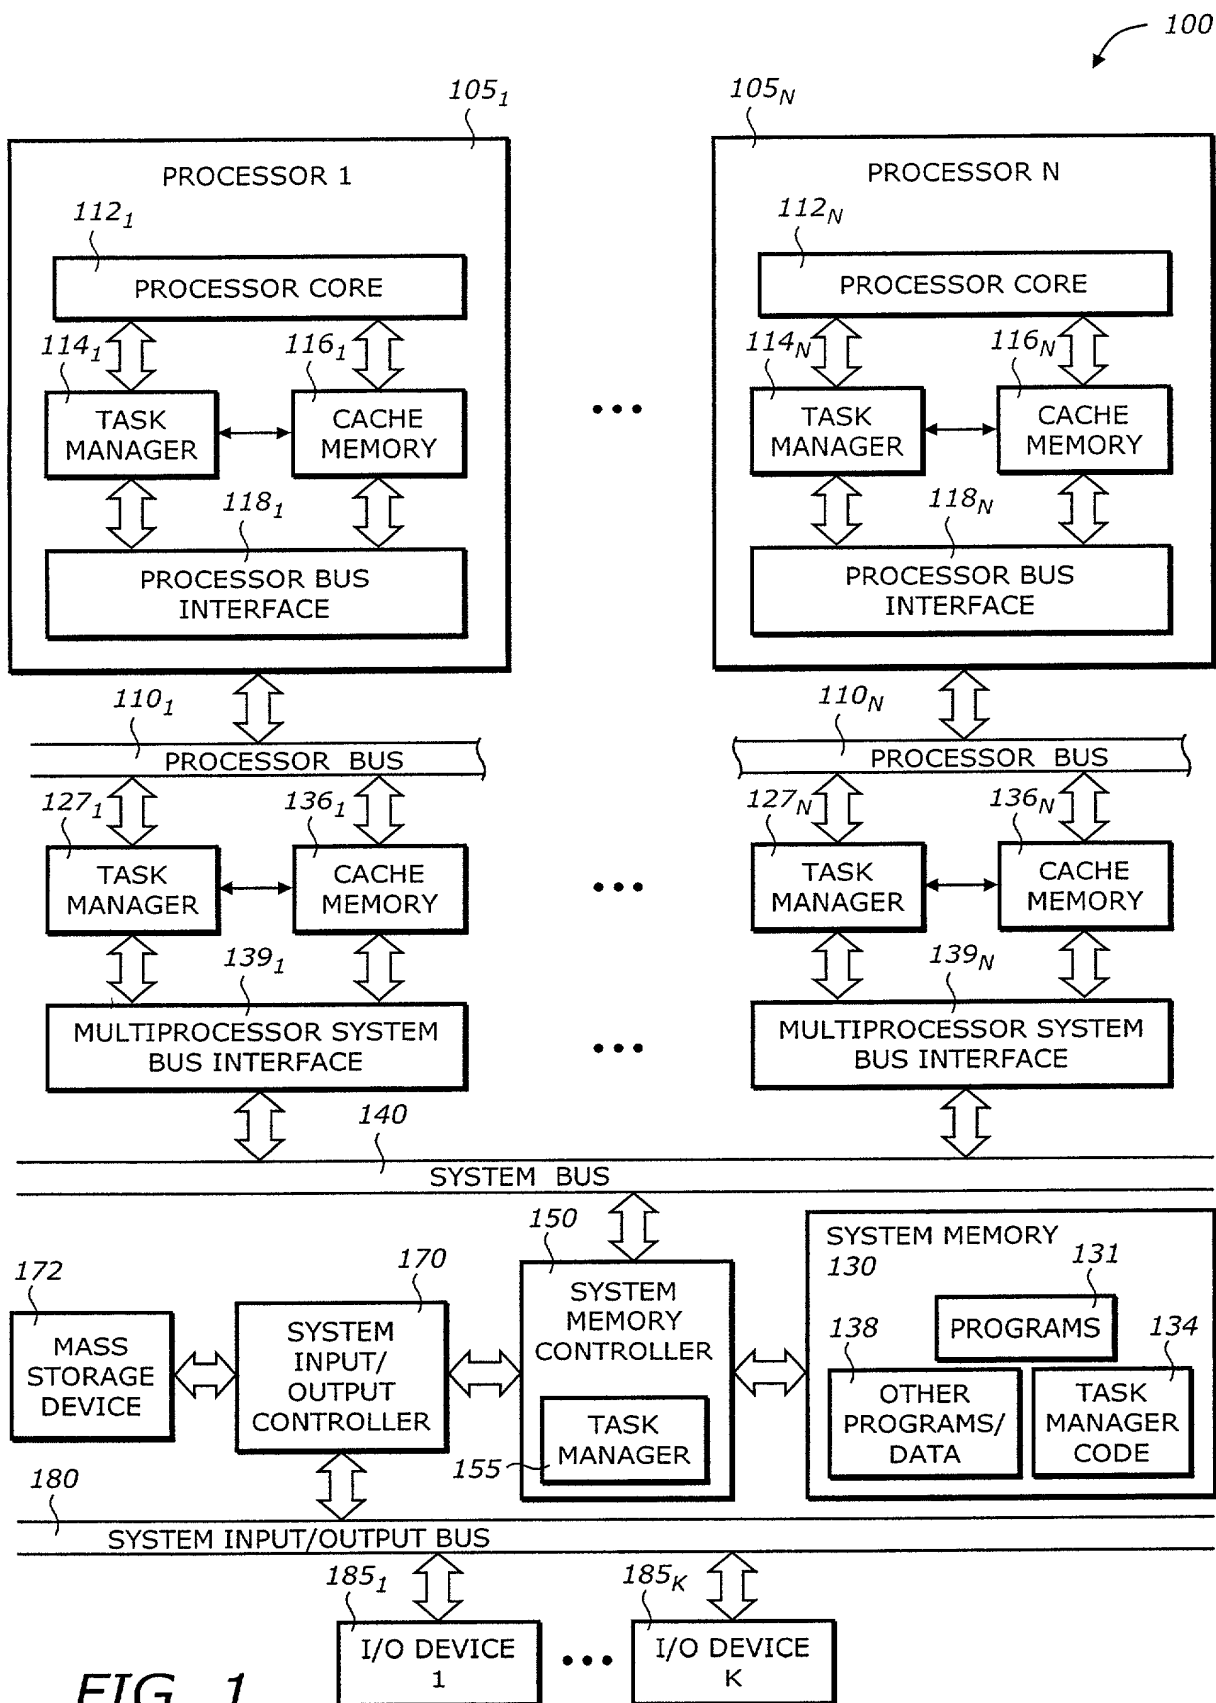 100
105₁
105N
PROCESSOR 1
PROCESSOR N
112₁
112N
PROCESSOR CORE
PROCESSOR CORE
114₁
116₁
114N
116N
TASK
MANAGER
CACHE
MEMORY
TASK
MANAGER
CACHE
MEMORY
118₁
118N
PROCESSOR BUS
INTERFACE
PROCESSOR BUS
INTERFACE
110₁
110N
PROCESSOR BUS
PROCESSOR BUS
127₁
136₁
127N
136N
TASK
MANAGER
CACHE
MEMORY
TASK
MANAGER
CACHE
MEMORY
139₁
139N
MULTIPROCESSOR SYSTEM
BUS INTERFACE
MULTIPROCESSOR SYSTEM
BUS INTERFACE
140
SYSTEM BUS
172
MASS
STORAGE
DEVICE
170
SYSTEM
INPUT/
OUTPUT
CONTROLLER
150
SYSTEM
MEMORY
CONTROLLER
TASK
MANAGER
155
SYSTEM MEMORY
130
131
PROGRAMS
138
OTHER
PROGRAMS/
DATA
134
TASK
MANAGER
CODE
180
SYSTEM INPUT/OUTPUT BUS
185₁
185K
I/O DEVICE
1
I/O DEVICE
K
FIG. 1